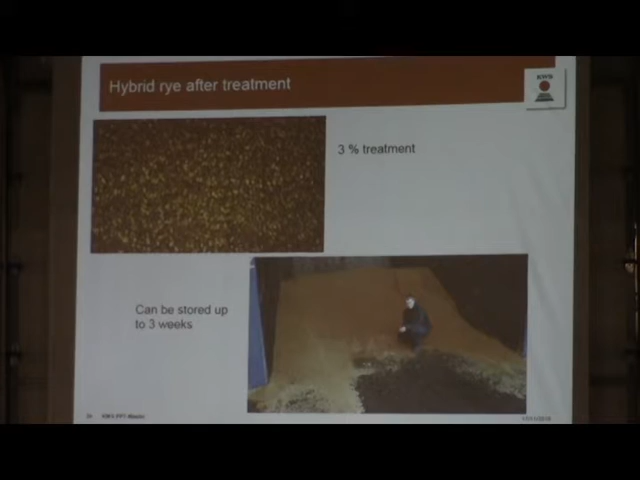 Hybrid rye after treatment
KWS
3 % treatment
Can be stored up
to 3 weeks